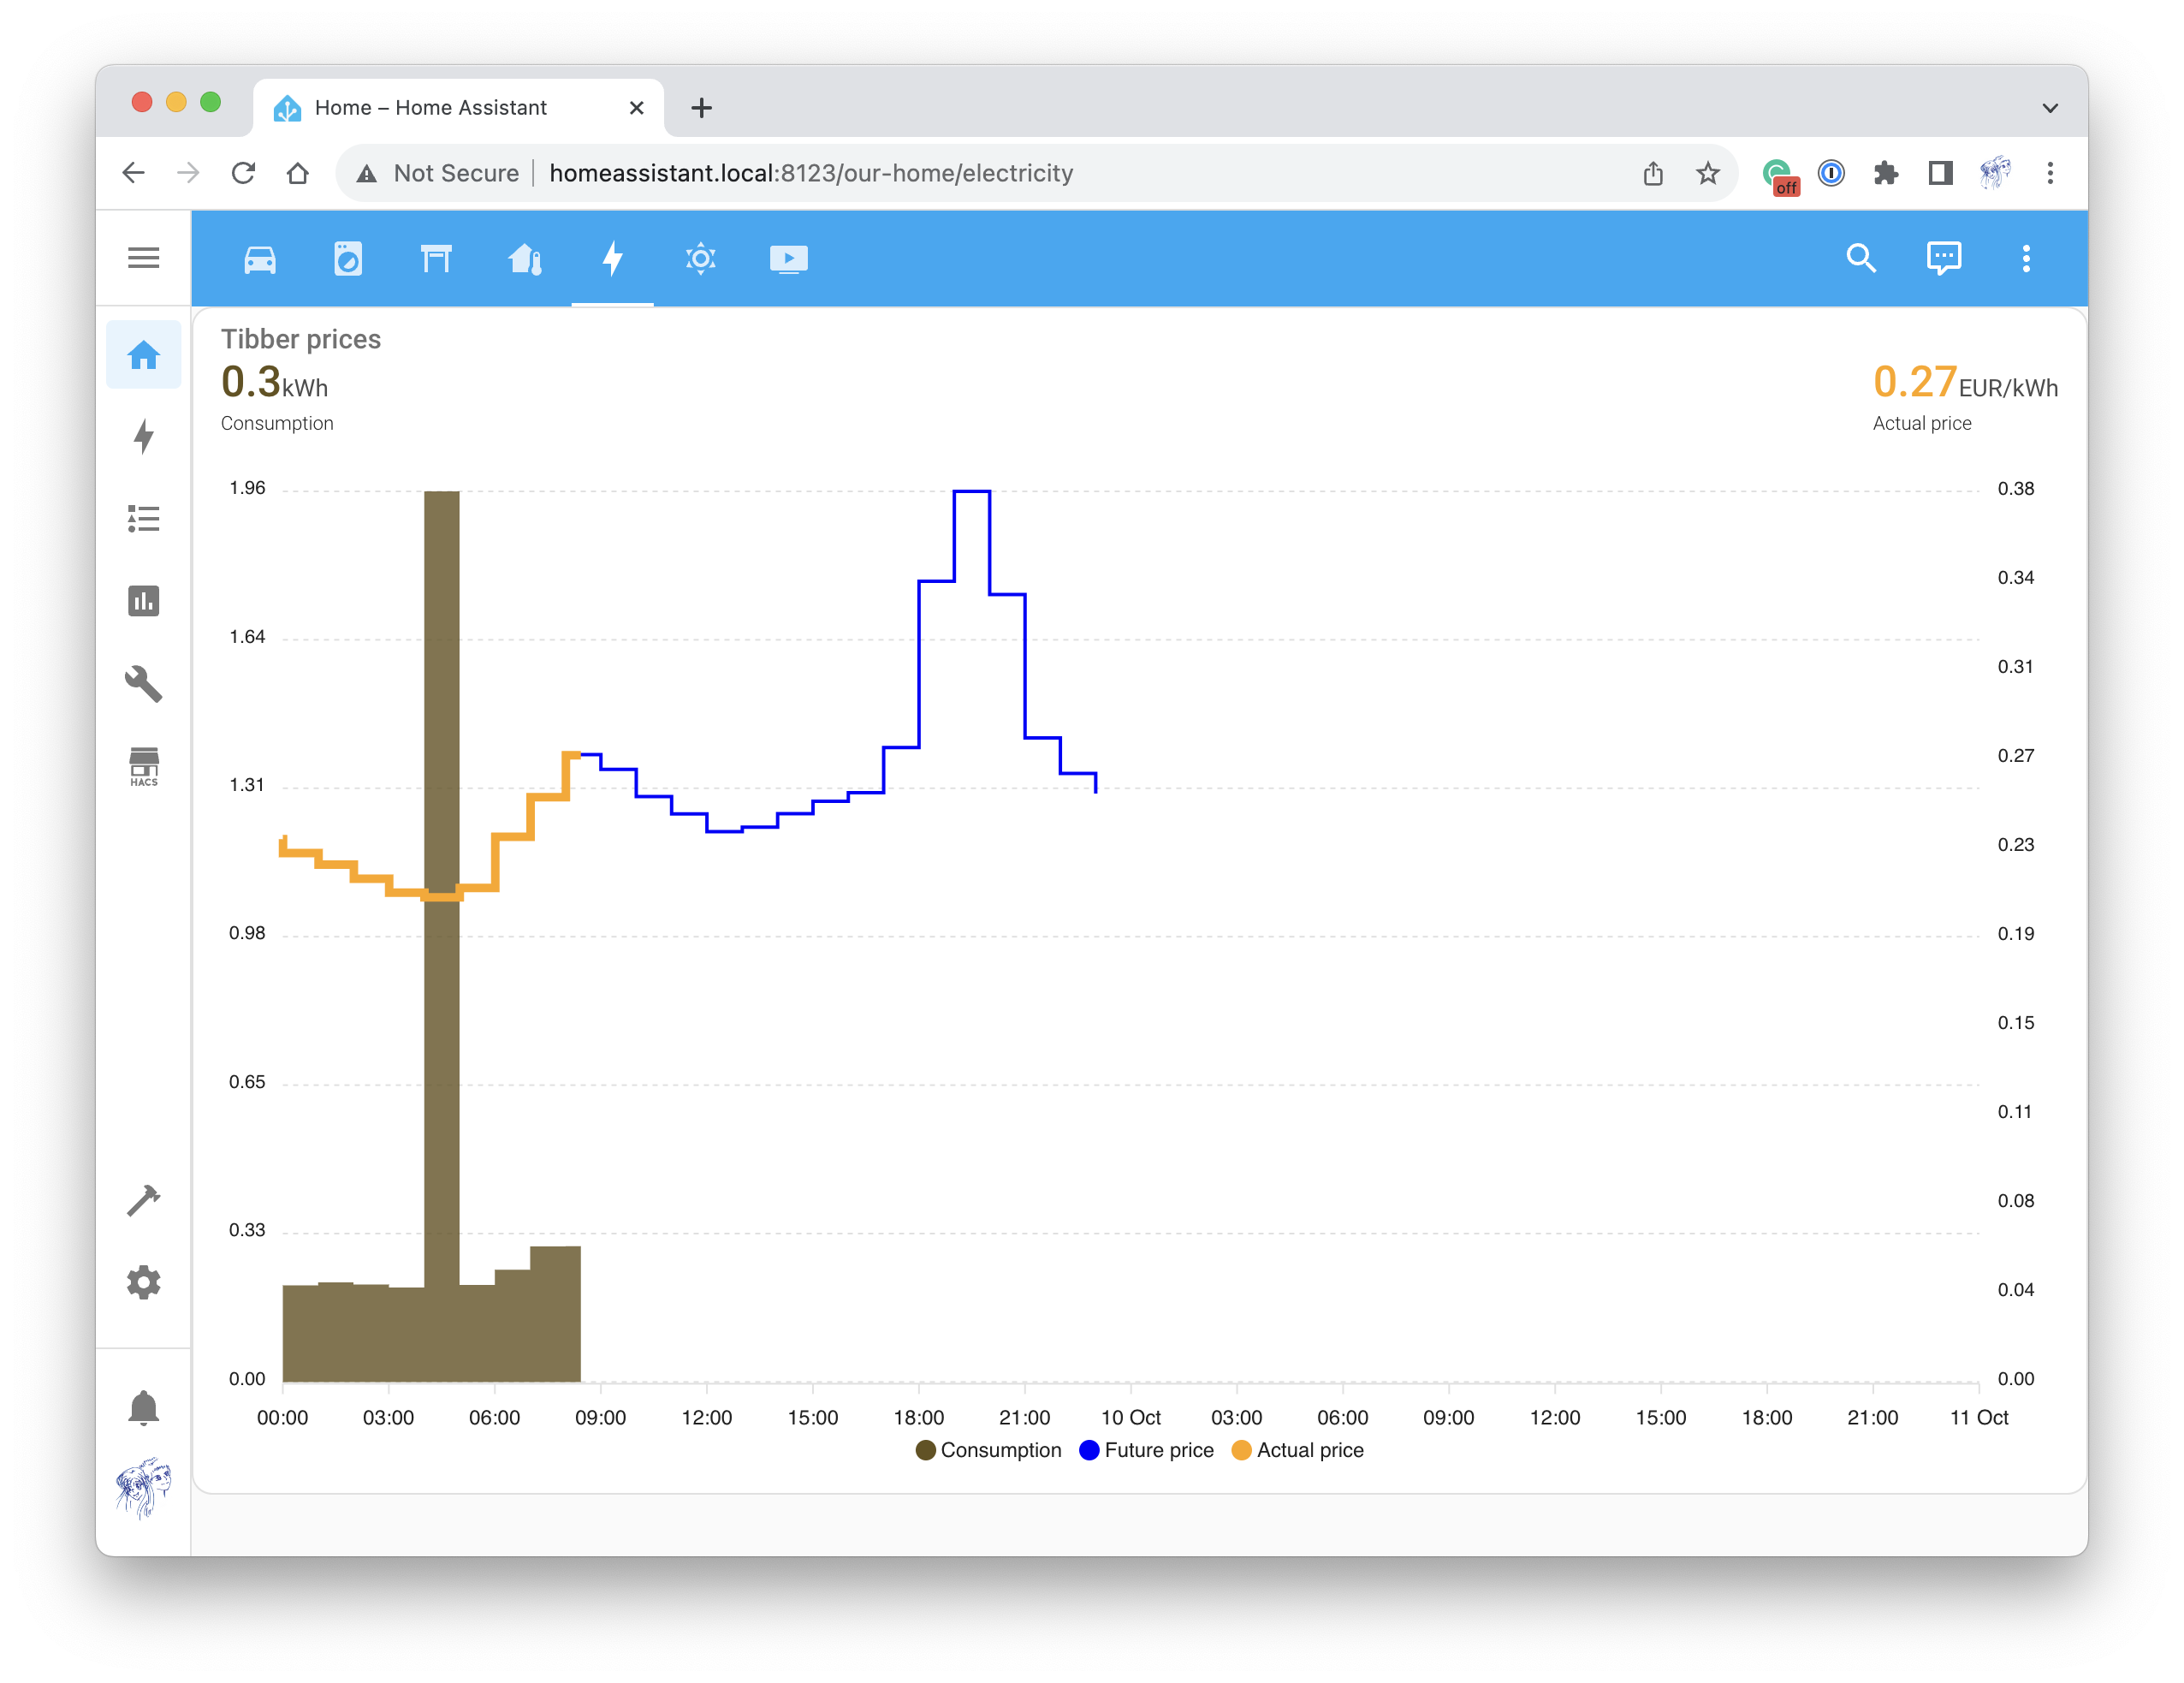 Home – Home Assistant
Not Secure homeassistant.local:8123/our-home/electricity
off
Tibber prices
0.3kWh
Consumption
0.27EUR/kWh
Actual price
HACS
1.96
1.64
1.31
0.98
0.65
0.33
0.00
0.38
0.34
0.31
0.27
0.23
0.19
0.15
0.11
0.08
0.04
0.00
00:00 03:00 06:00 09:00 12:00 15:00 18:00 21:00 10 Oct 03:00 06:00 09:00 12:00 15:00 18:00 21:00 11 Oct
Consumption Future price Actual price